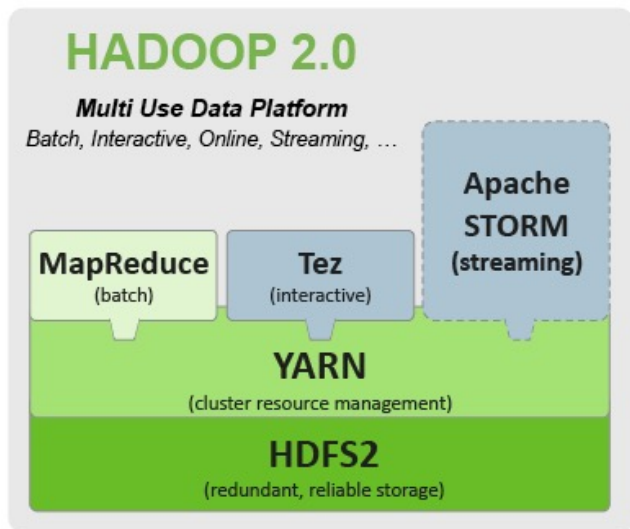 HADOOP 2.0
Multi Use Data Platform
Batch, Interactive, Online, Streaming, …
Apache
STORM
(streaming)
MapReduce
(batch)
Tez
(interactive)
YARN
(cluster resource management)
HDFS2
(redundant, reliable storage)